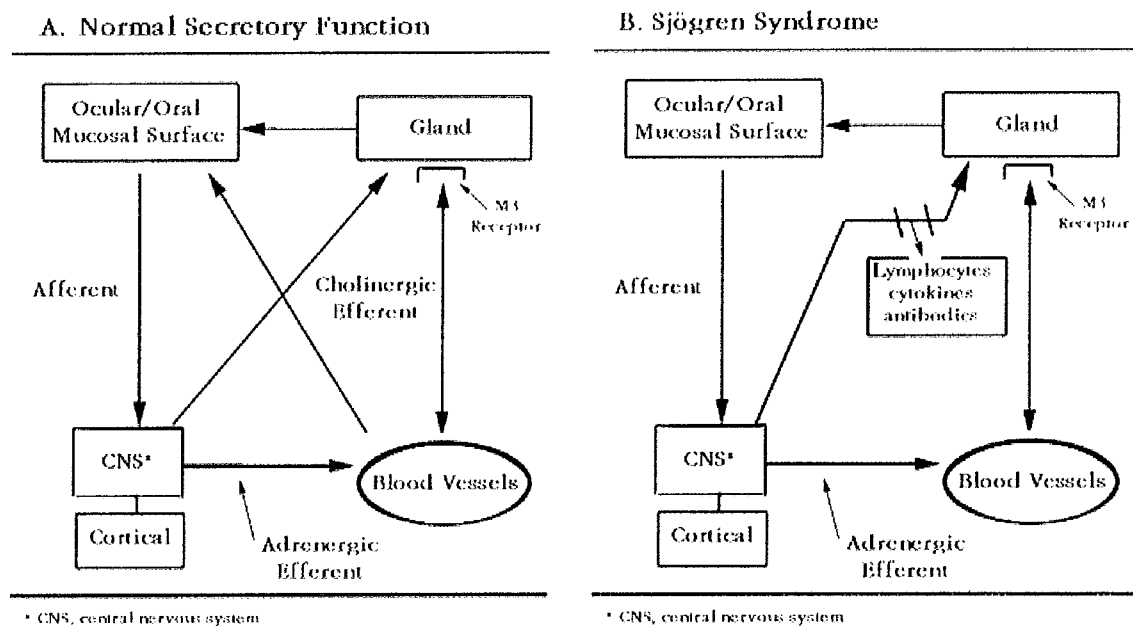 A. Normal Secretory Function
Ocular/Oral
Mucosal Surface
Gland
M3
Receptor
Afferent
Cholinergic
Efferent
CNS*
Blood Vessels
Cortical
Adrenergic
Efferent
* CNS, central nervous system
B. Sjögren Syndrome
Ocular/Oral
Mucosal Surface
Gland
M3
Receptor
Afferent
Lymphocytes
cytokines
antibodies
CNS*
Blood Vessels
Cortical
Adrenergic
Efferent
* CNS, central nervous system